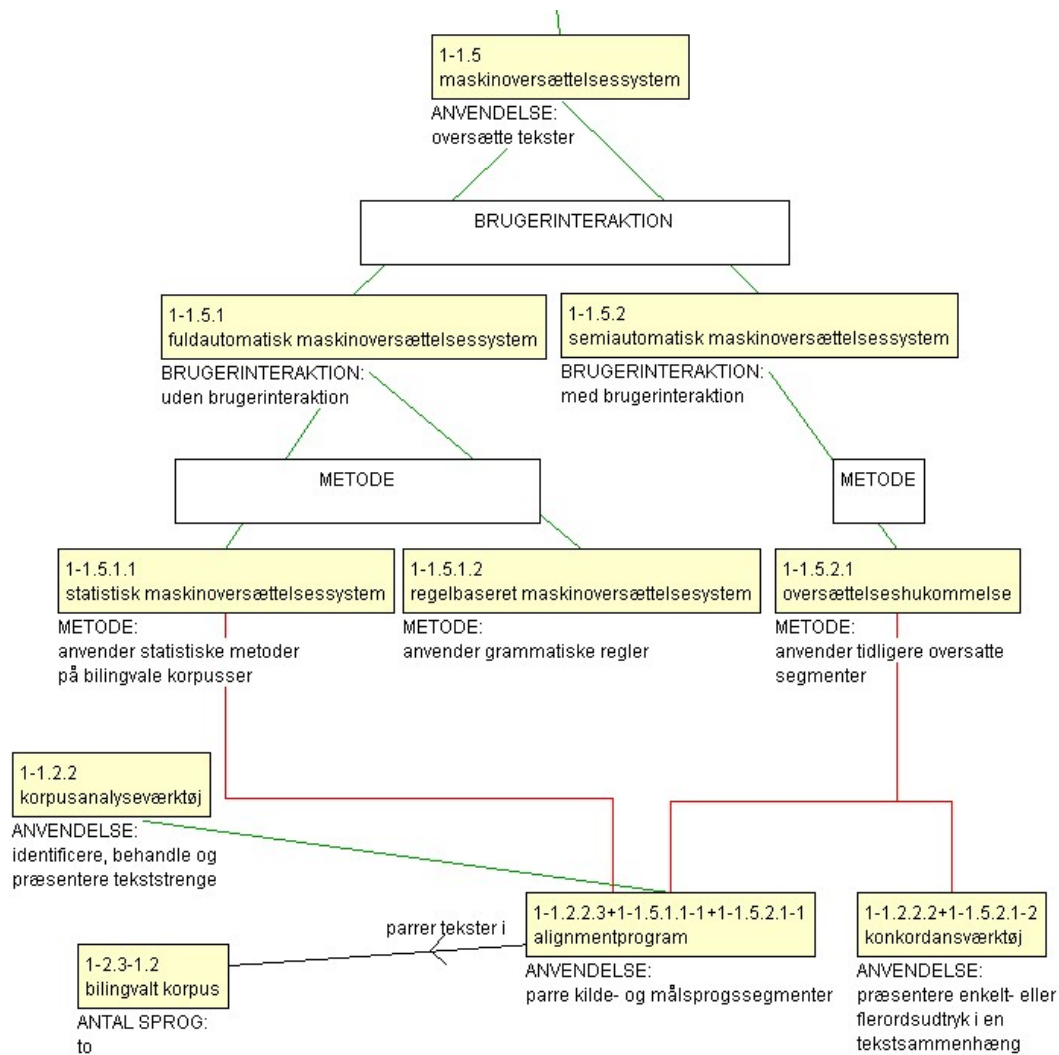 1-1.5
maskinoversættelsessystem
ANVENDELSE:
oversætte tekster
BRUGERINTERAKTION
1-1.5.1
fuldautomatisk maskinoversættelsessystem
BRUGERINTERAKTION:
uden brugerinteraktion
1-1.5.2
semiautomatisk maskinoversættelsessystem
BRUGERINTERAKTION:
med brugerinteraktion
METODE
METODE
1-1.5.1.1
statistisk maskinoversættelsessystem
METODE:
anvender statistiske metoder
på bilingvale korpusser
1-1.5.1.2
regelbaseret maskinoversættelsesystem
METODE:
anvender grammatiske regler
1-1.5.2.1
oversættelseshukommelse
METODE:
anvender tidligere oversatte
segmenter
1-1.2.2
korpusanalyseværktøj
ANVENDELSE:
identificere, behandle og
præsentere tekststrenge
parrer tekster i
1-2.3-1.2
bilingvalt korpus
ANTAL SPROG:
to
1-1.2.2.3+1-1.5.1.1-1+1-1.5.2.1-1
alignmentprogram
ANVENDELSE:
parre kilde- og målsprogssegmenter
1-1.2.2.2+1-1.5.2.1-2
konkordansværktøj
ANVENDELSE:
præsentere enkelt- eller
flerordsudtryk i en
tekstsammenhæng